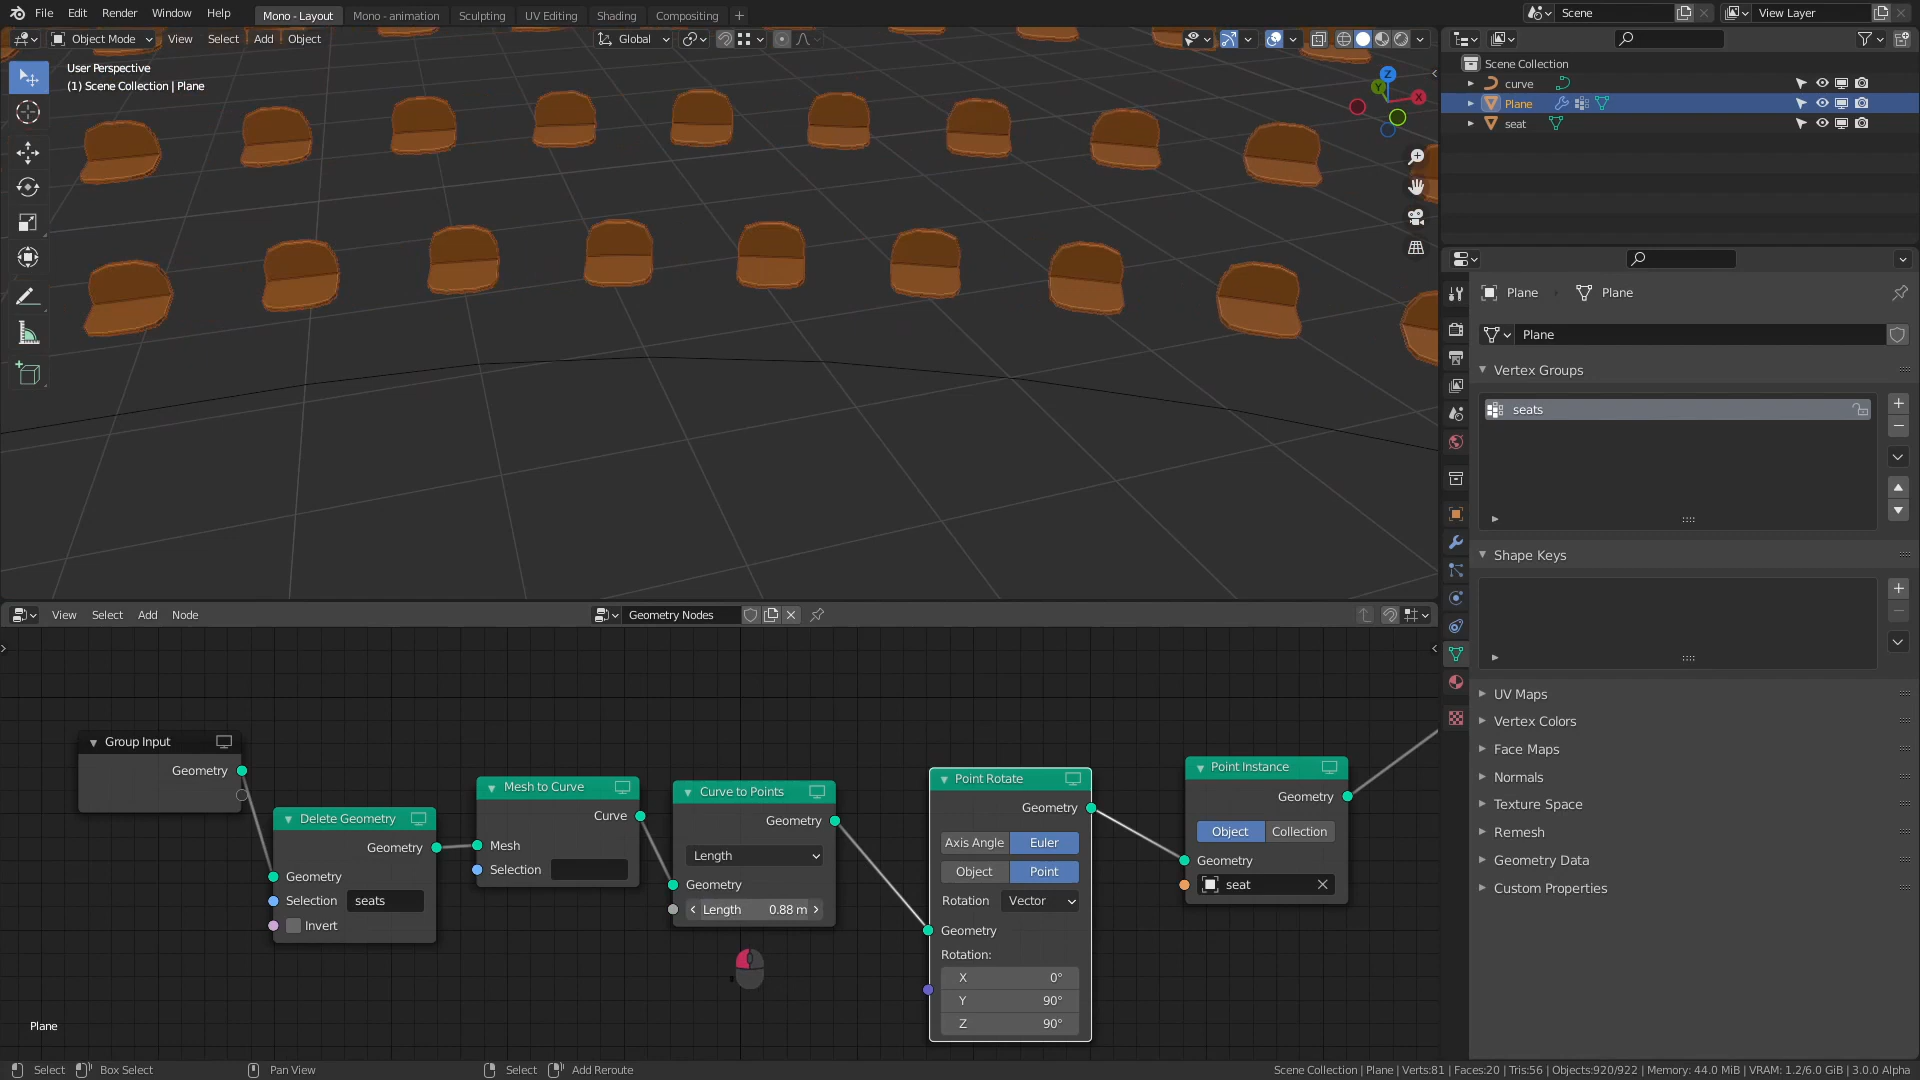 File Edit Render Window Help Mono - Layout Mono - animation Sculpting UV Editing Shading Compositing + Scene View Layer
Object Mode View Select Add Object Global
User Perspective
(1) Scene Collection | Plane
Z
Y
X
Scene Collection
curve
Plane
seat
Plane Plane
Plane
Vertex Groups
seats
Shape Keys
UV Maps
Vertex Colors
Face Maps
Normals
Texture Space
Remesh
Geometry Data
Custom Properties
View Select Add Node Geometry Nodes
Group Input
Geometry
Delete Geometry
Geometry
Geometry
Selection seats
Invert
Mesh to Curve
Curve
Mesh
Selection
Curve to Points
Geometry
Length
Geometry
Length 0.88 m
Point Rotate
Geometry
Axis Angle Euler
Object Point
Rotation Vector
Geometry
Rotation:
X 0°
Y 90°
Z 90°
Point Instance
Geometry
Object Collection
Geometry
seat
Plane
Select Box Select Pan View Select Add Reroute Scene Collection | Plane | Verts:81 | Faces:20 | Tris:56 | Objects:920/922 | Memory: 44.0 MiB | VRAM: 1.2/6.0 GiB | 3.0.0 Alpha